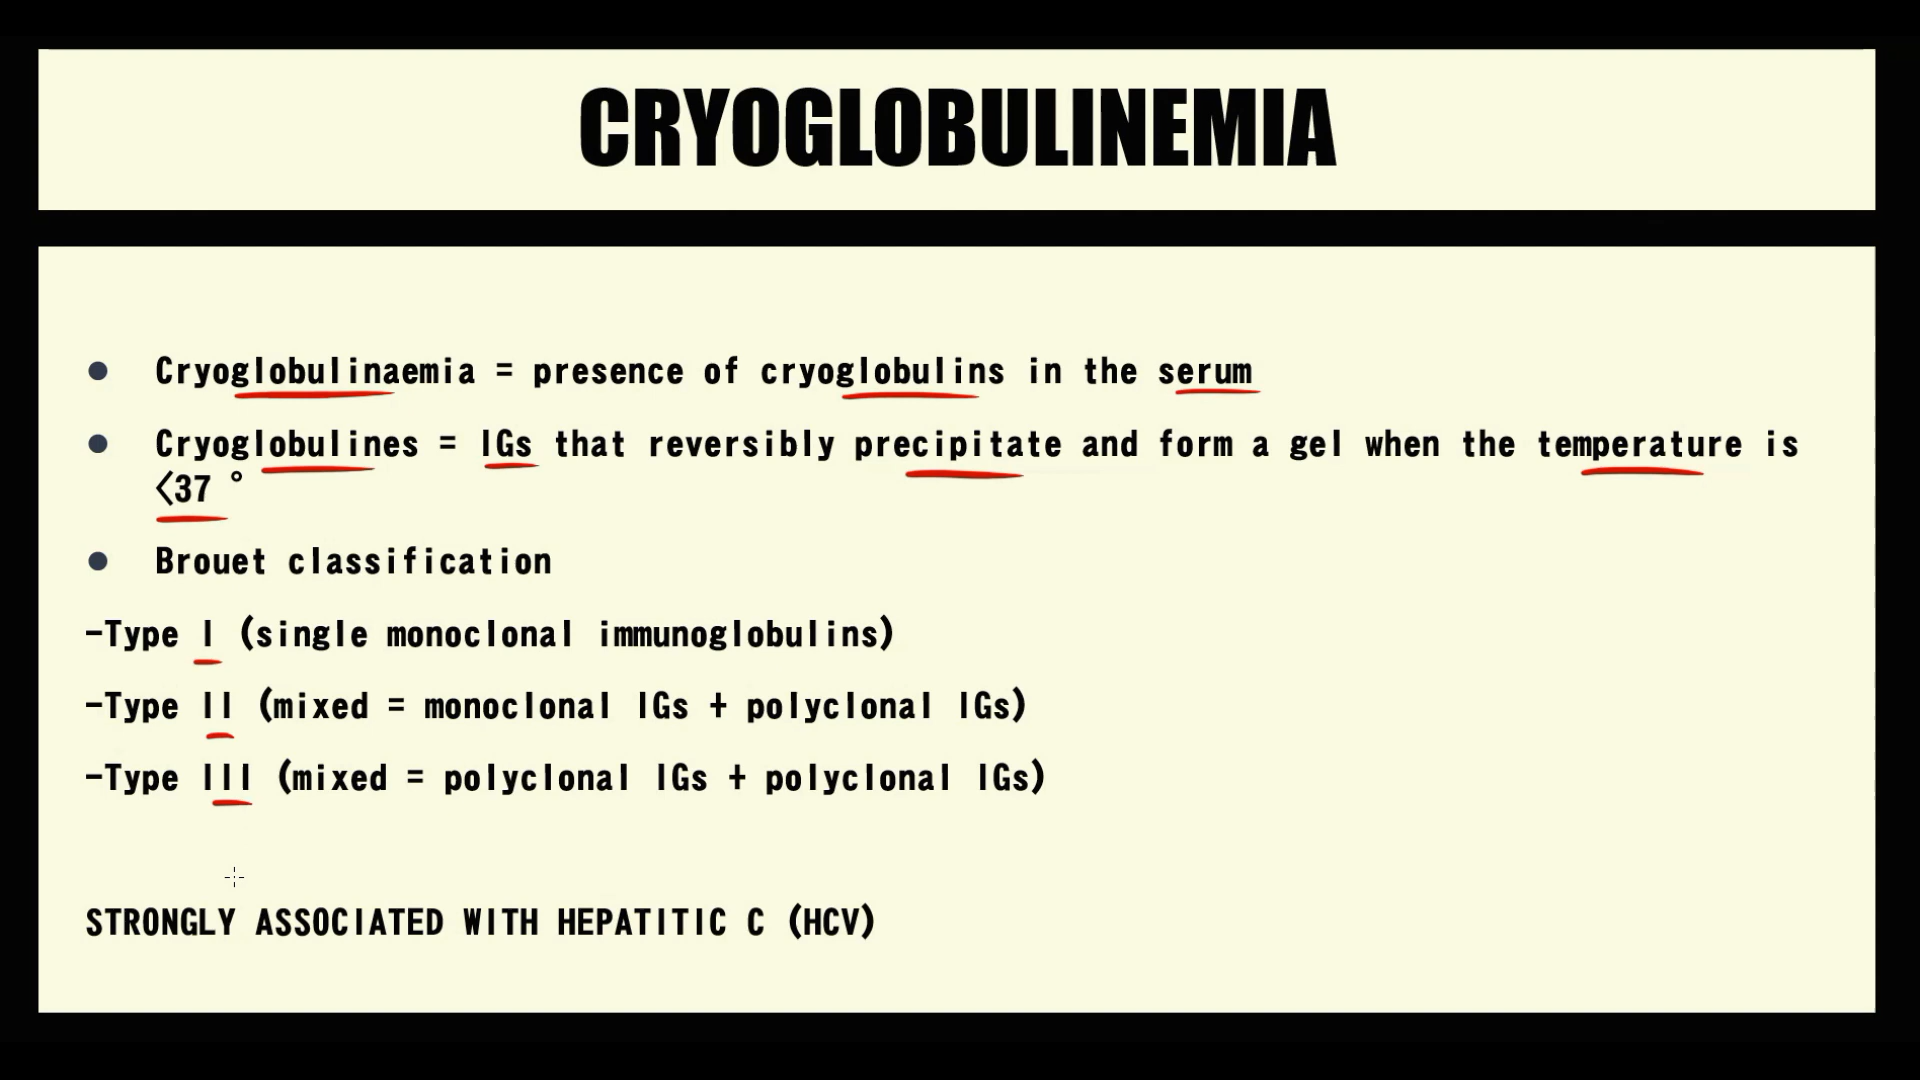 CRYOGLOBULINEMIA
● Cryoglobulinaemia = presence of cryoglobulins in the serum
● Cryoglobulines = IGs that reversibly precipitate and form a gel when the temperature is
<37 °
● Brouet classification
-Type I (single monoclonal immunoglobulins)
-Type II (mixed = monoclonal IGs + polyclonal IGs)
-Type III (mixed = polyclonal IGs + polyclonal IGs)
STRONGLY ASSOCIATED WITH HEPATITIC C (HCV)